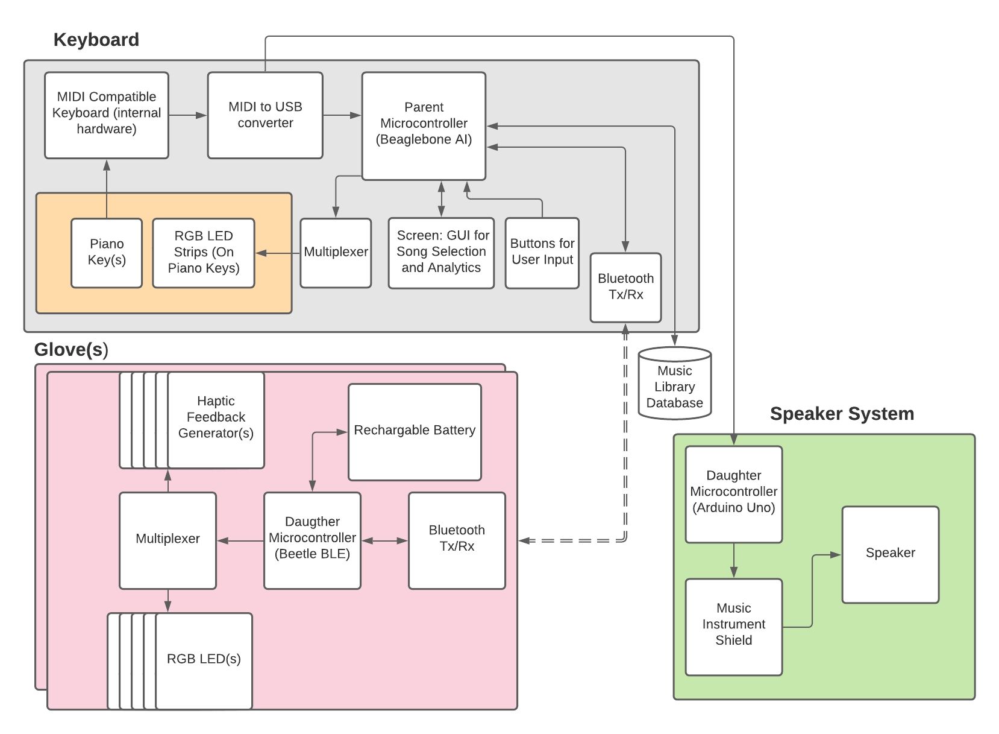 Keyboard
MIDI Compatible
Keyboard (internal
hardware)
MIDI to USB
converter
Parent
Microcontroller
(Beaglebone AI)
Piano
Key(s)
RGB LED
Strips (On
Piano Keys)
Multiplexer
Screen: GUI for
Song Selection
and Analytics
Buttons for
User Input
Bluetooth
Tx/Rx
Music
Library
Database
Glove(s)
Haptic
Feedback
Generator(s)
Rechargable Battery
Multiplexer
Daugther
Microcontroller
(Beetle BLE)
Bluetooth
Tx/Rx
RGB LED(s)
Speaker System
Daughter
Microcontroller
(Arduino Uno)
Speaker
Music
Instrument
Shield